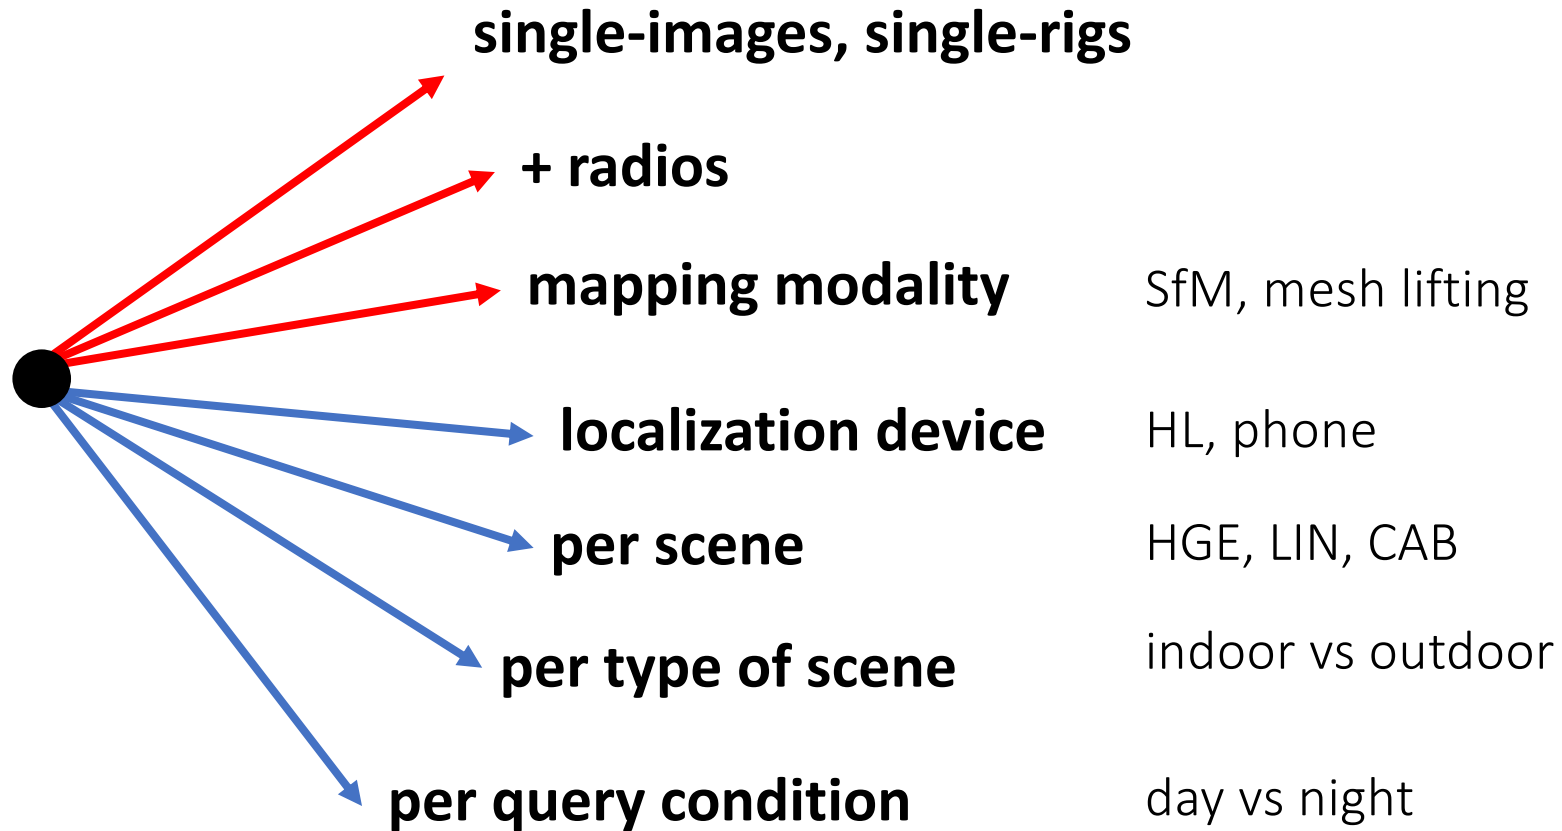 single-images, single-rigs
+ radios
mapping modality SfM, mesh lifting
localization device HL, phone
per scene HGE, LIN, CAB
per type of scene indoor vs outdoor
per query condition day vs night